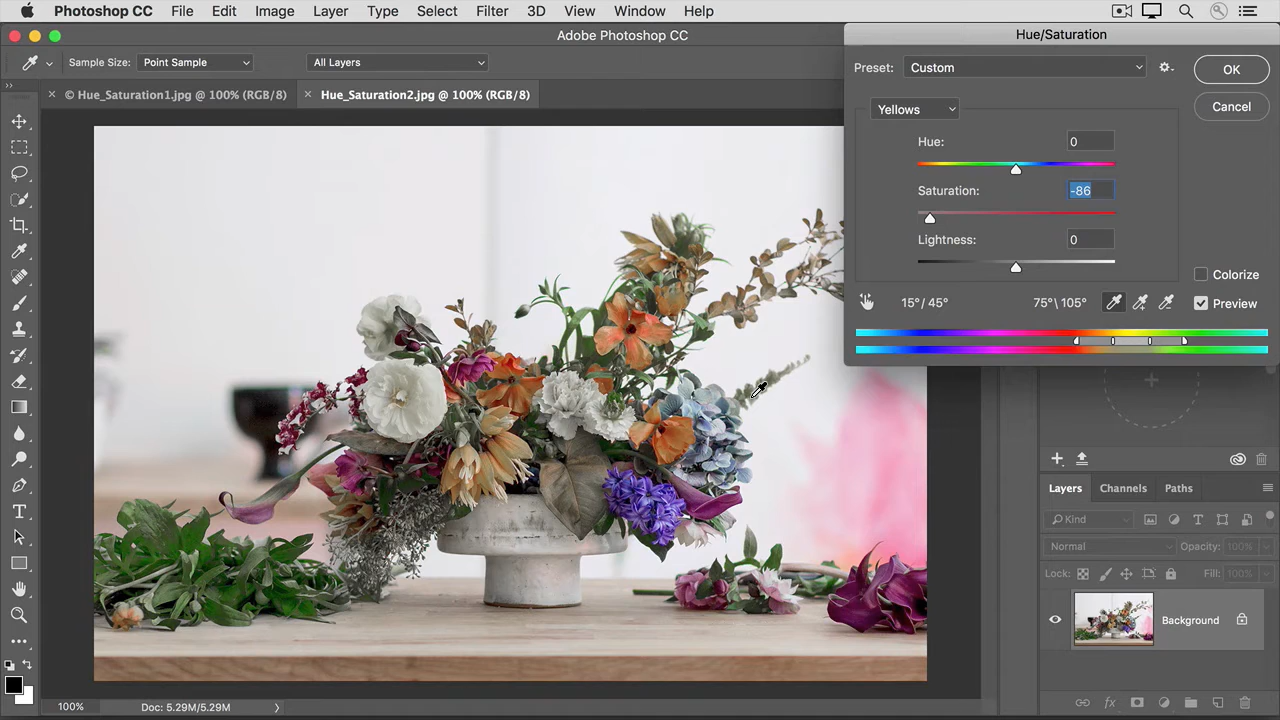 Photoshop CC File Edit Image Layer Type Select Filter 3D View Window Help
Adobe Photoshop CC
Sample Size: Point Sample All Layers
© Hue_Saturation1.jpg @ 100% (RGB/8) Hue_Saturation2.jpg @ 100% (RGB/8)
Hue/Saturation
Preset: Custom OK
Yellows Cancel
Hue: 0
Saturation: -86
Lightness: 0
Colorize
15°/ 45° 75°\ 105° Preview
Layers Channels Paths
Kind
Normal Opacity: 100%
Lock: Fill: 100%
Background
fx
100% Doc: 5.29M/5.29M